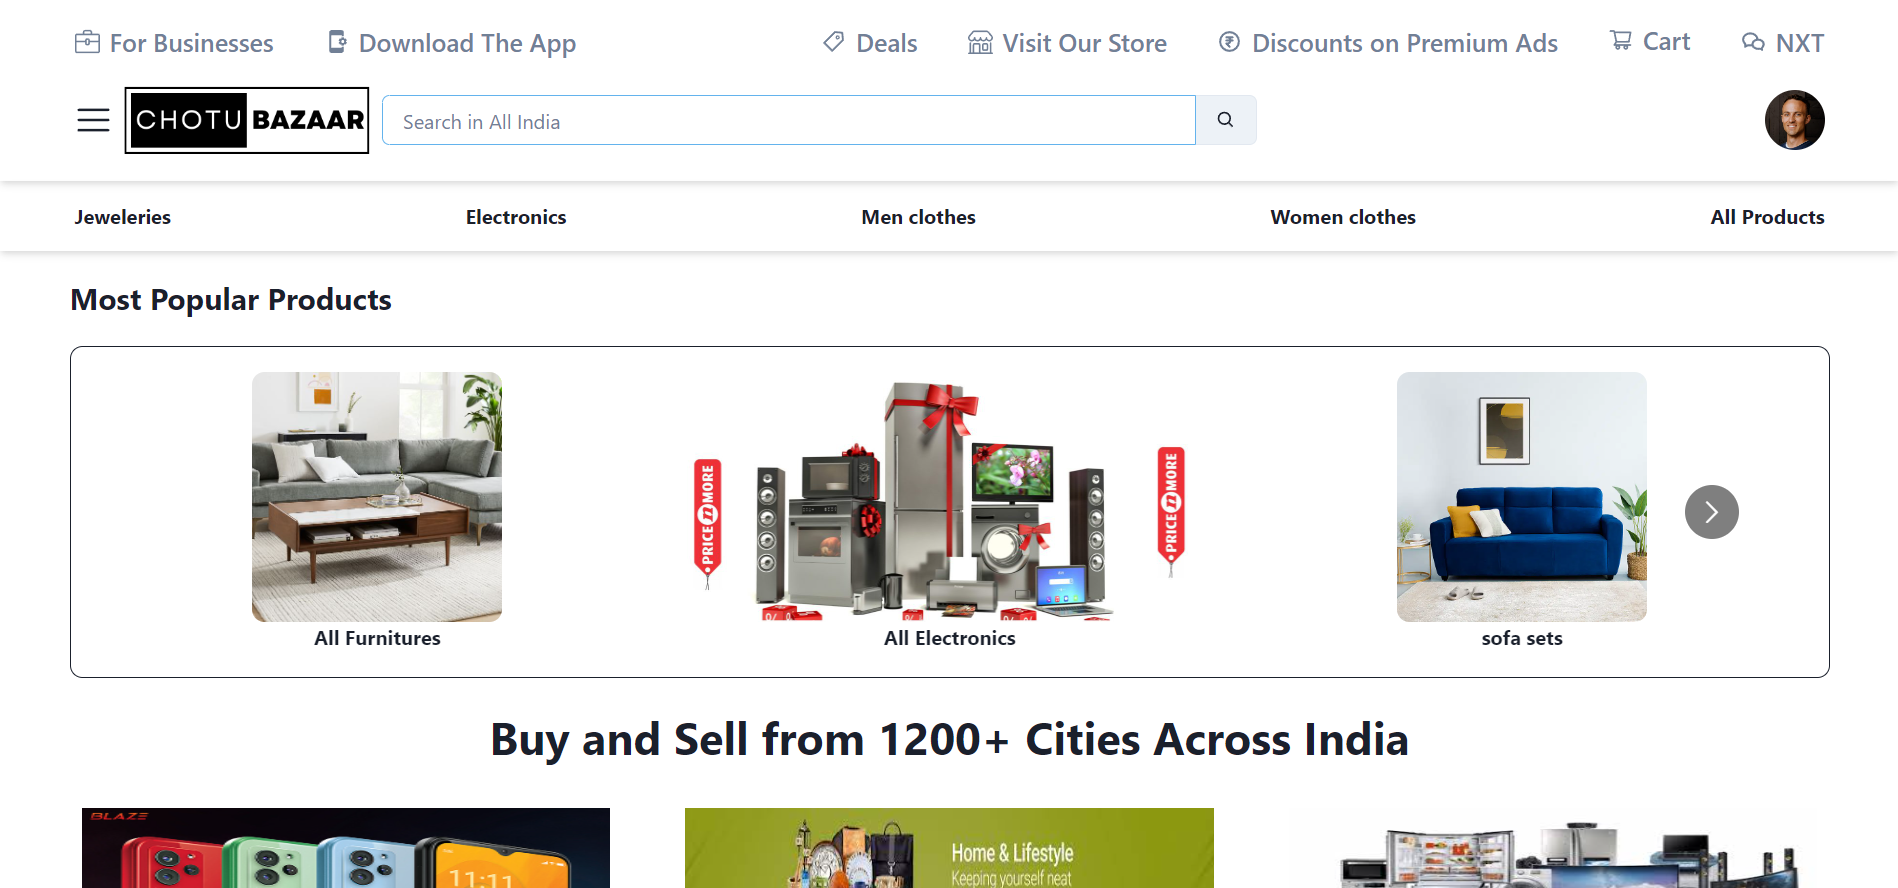 For Businesses
Download The App
Deals
Visit Our Store
Discounts on Premium Ads
Cart
NXT
CHOTU BAZAAR
Search in All India
Jeweleries
Electronics
Men clothes
Women clothes
All Products
Most Popular Products
PRICE n MORE
PRICE n MORE
All Furnitures
All Electronics
sofa sets
Buy and Sell from 1200+ Cities Across India
BLAZE
11:11
Home & Lifestyle
Keeping yourself neat